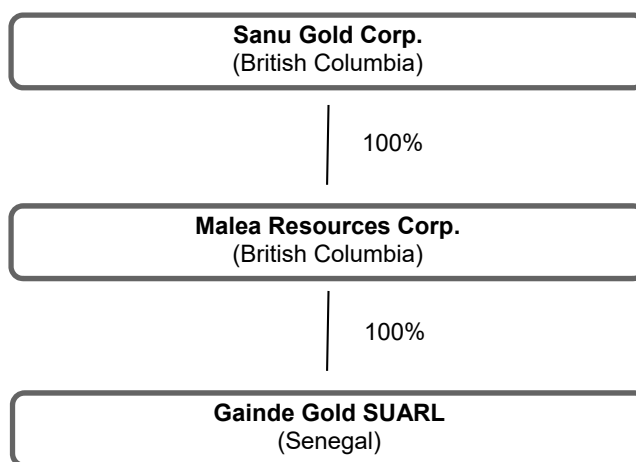 Sanu Gold Corp.
(British Columbia)
100%
Malea Resources Corp.
(British Columbia)
100%
Gainde Gold SUARL
(Senegal)